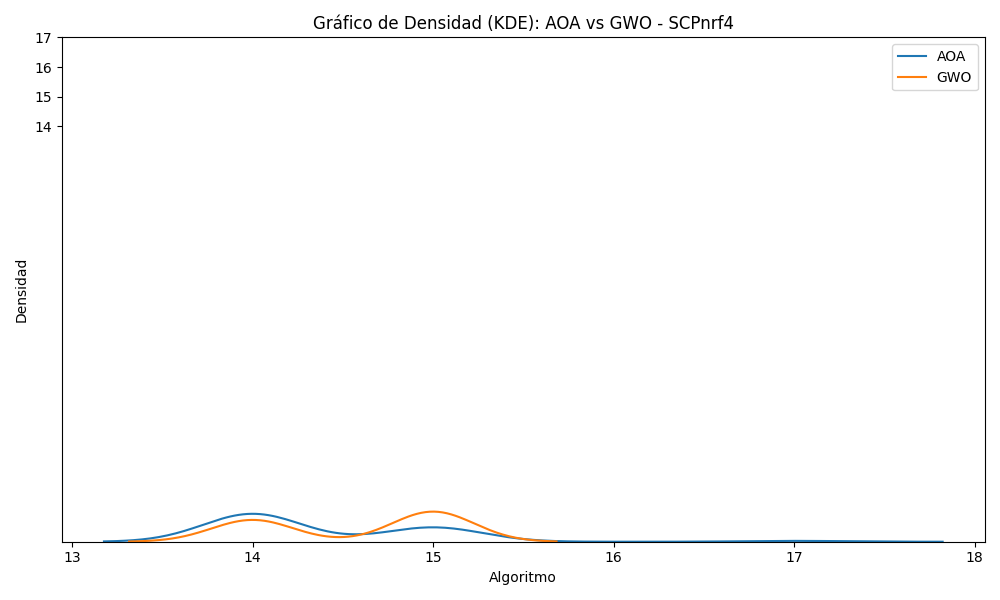 Gráfico de Densidad (KDE): AOA vs GWO - SCPnrf4
17
16
15
14
Densidad
AOA
GWO
13 14 15 16 17 18
Algoritmo